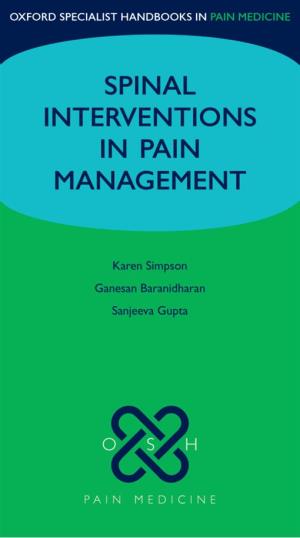 OXFORD SPECIALIST HANDBOOKS IN PAIN MEDICINE
SPINAL
INTERVENTIONS
IN PAIN
MANAGEMENT
Karen Simpson
Ganesan Baranidharan
Sanjeeva Gupta
O S H
PAIN MEDICINE